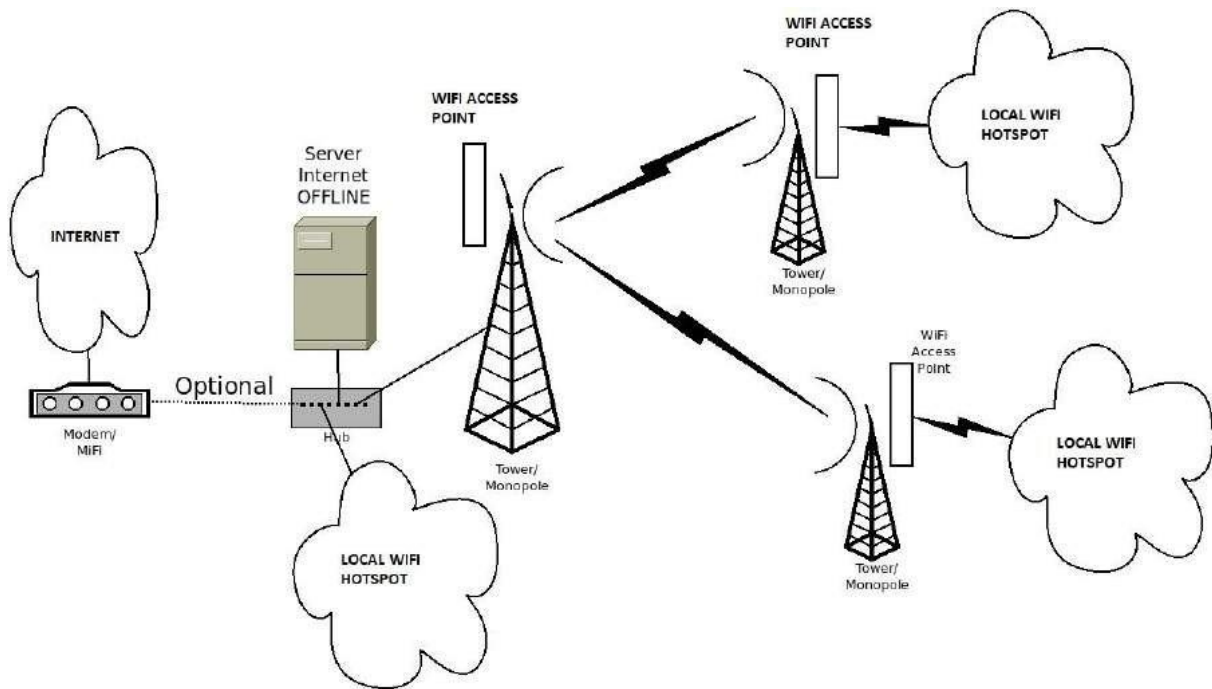 WIFI ACCESS
POINT
WIFI ACCESS
POINT
LOCAL WIFI
HOTSPOT
Server
Internet
OFFLINE
INTERNET
Tower/
Monopole
WiFi
Access
Point
Optional
Modem/
MiFi
Hub
Tower/
Monopole
LOCAL WIFI
HOTSPOT
LOCAL WIFI
HOTSPOT
Tower/
Monopole